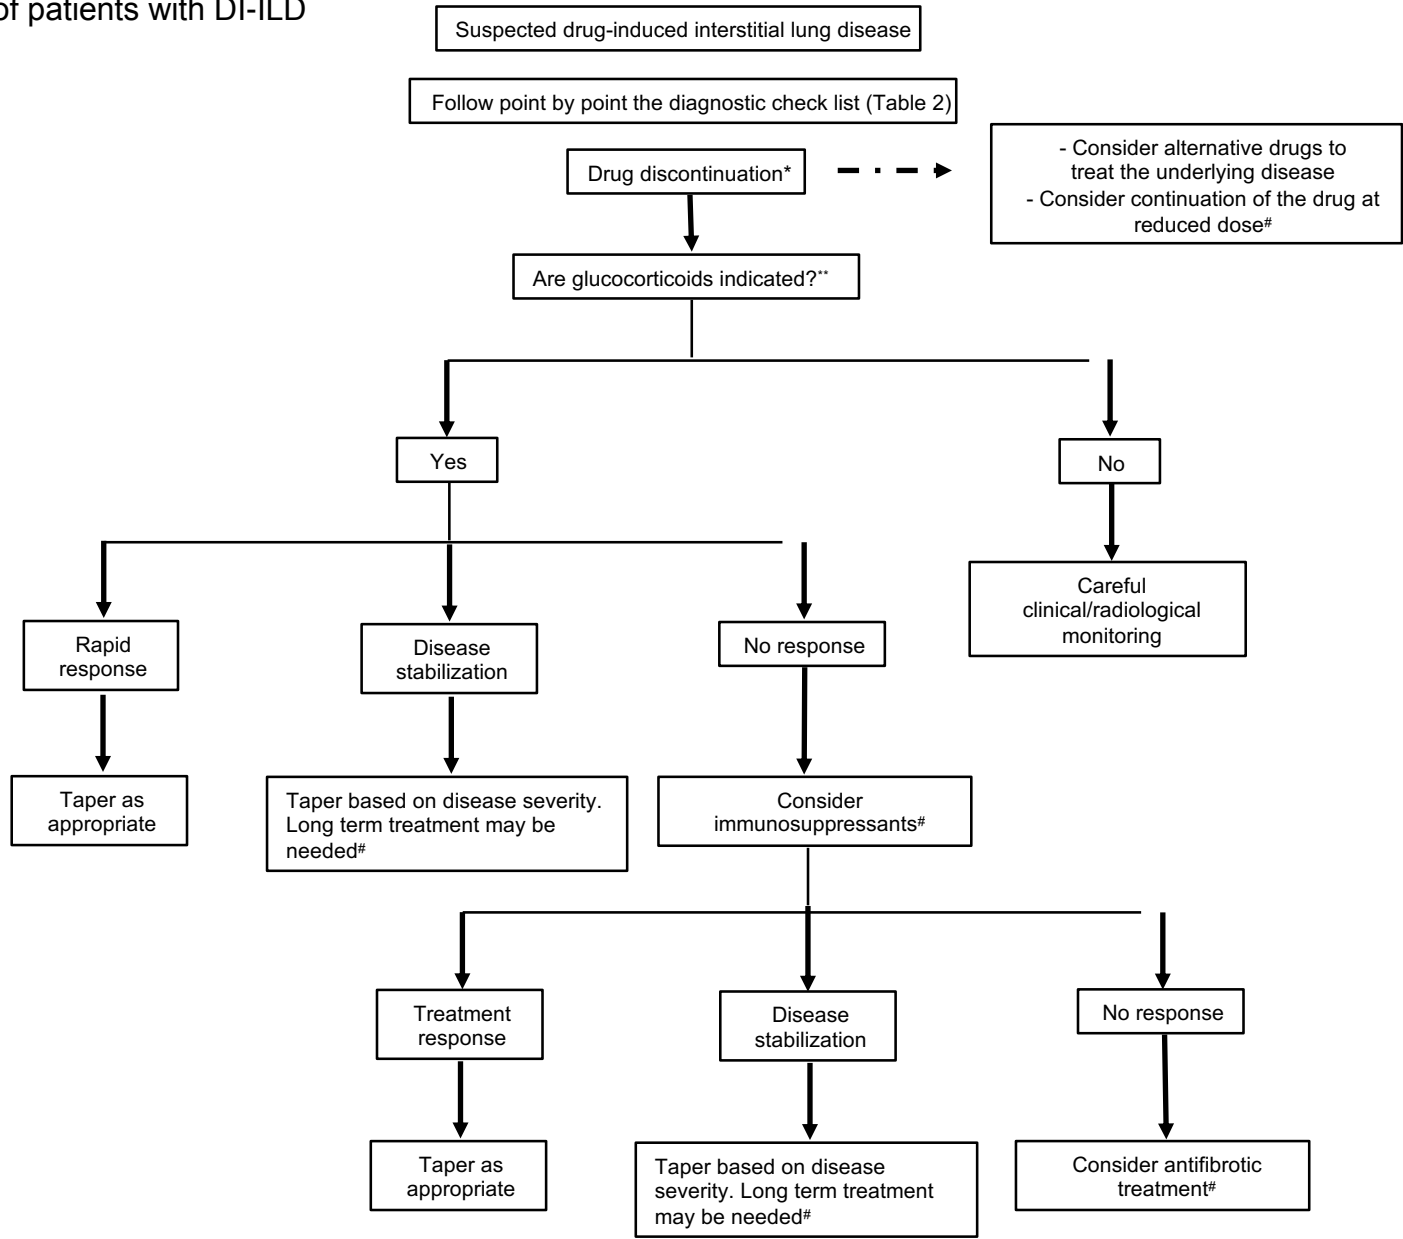 of patients with DI-ILD
Suspected drug-induced interstitial lung disease
Follow point by point the diagnostic check list (Table 2)
Drug discontinuation*
- Consider alternative drugs to
treat the underlying disease
- Consider continuation of the drug at
reduced dose#
Are glucocorticoids indicated?**
Yes
No
Careful
clinical/radiological
monitoring
Rapid
response
Disease
stabilization
No response
Taper as
appropriate
Taper based on disease severity.
Long term treatment may be
needed#
Consider
immunosuppressants#
Treatment
response
Disease
stabilization
No response
Taper as
appropriate
Taper based on disease
severity. Long term treatment
may be needed#
Consider antifibrotic
treatment#